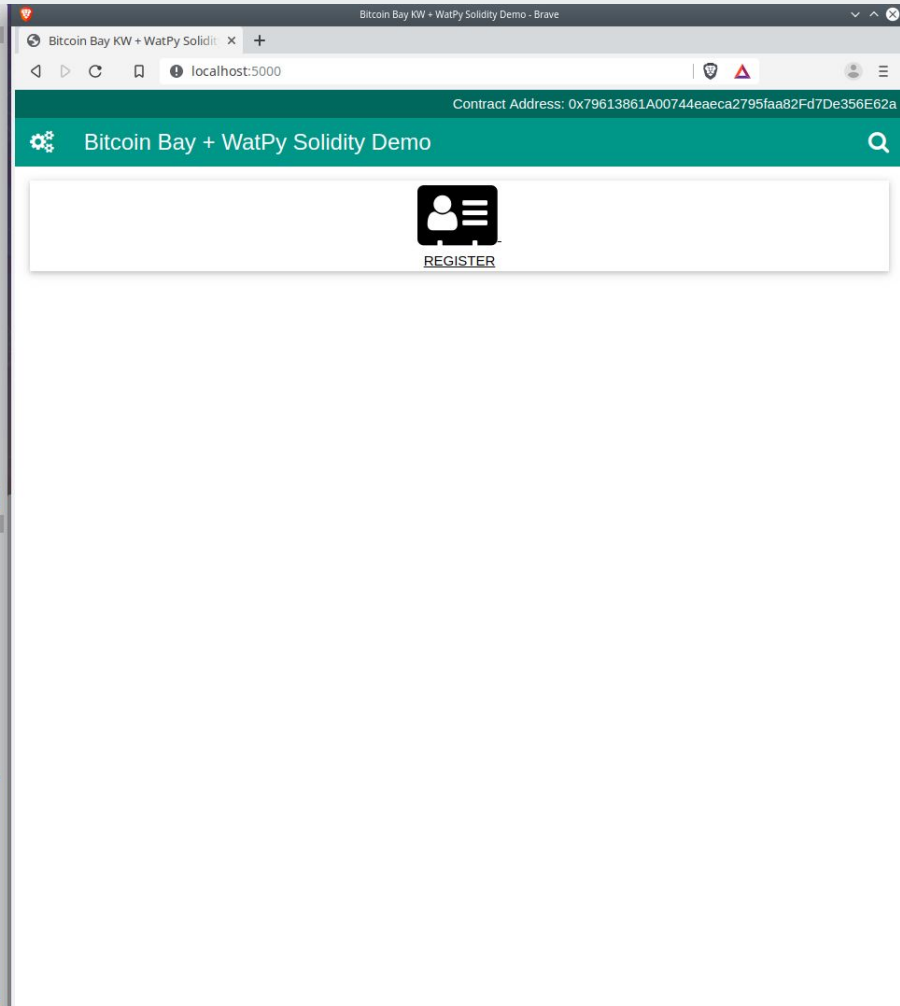 Bitcoin Bay KW + WatPy Solidity Demo - Brave
Bitcoin Bay KW + WatPy Solidit
localhost:5000
Contract Address: 0x79613861A00744eaeca2795faa82Fd7De356E62a
Bitcoin Bay + WatPy Solidity Demo
REGISTER